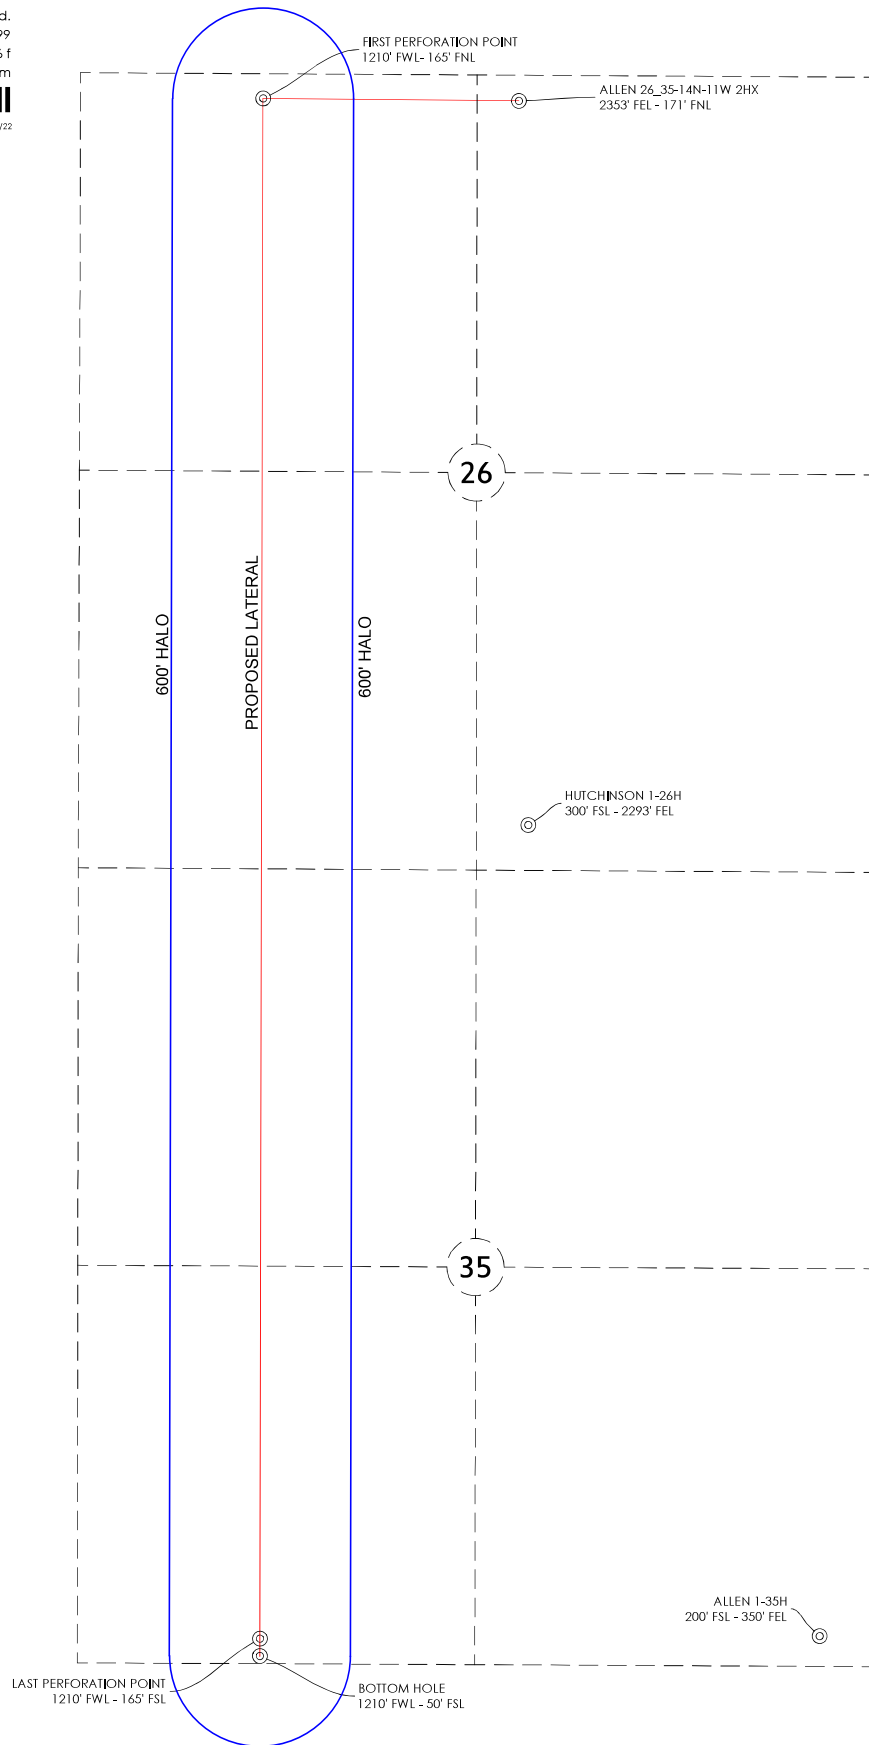 d.
99
m
/22
FIRST PERFORATION POINT
1210' FWL- 165' FNL
ALLEN 26_35-14N-11W 2HX
2353' FEL - 171' FNL
26
PROPOSED LATERAL
600' HALO
600' HALO
HUTCHINSON 1-26H
300' FSL - 2293' FEL
35
ALLEN 1-35H
200' FSL - 350' FEL
LAST PERFORATION POINT
1210' FWL - 165' FSL
BOTTOM HOLE
1210' FWL - 50' FSL